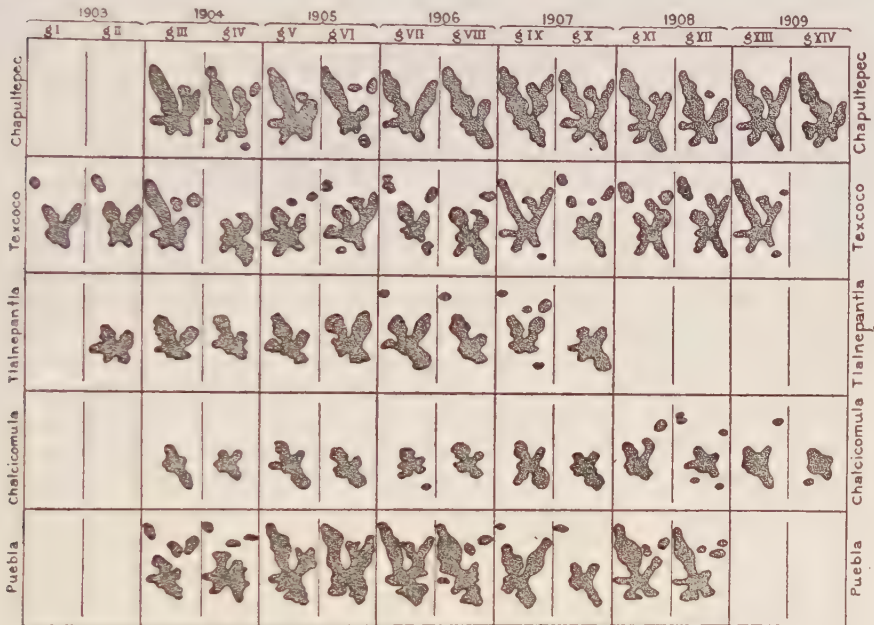 1903 1904 1905 1906 1907 1908 1909
g I g II g III g IV g V g VI g VII g VIII g IX g X g XI g XII g XIII g XIV
Chapultepec Chapultepec
Texcoco Texcoco
Tlalnepantla Tlalnepantla
Chalcicomula Chalcicomula
Puebla Puebla